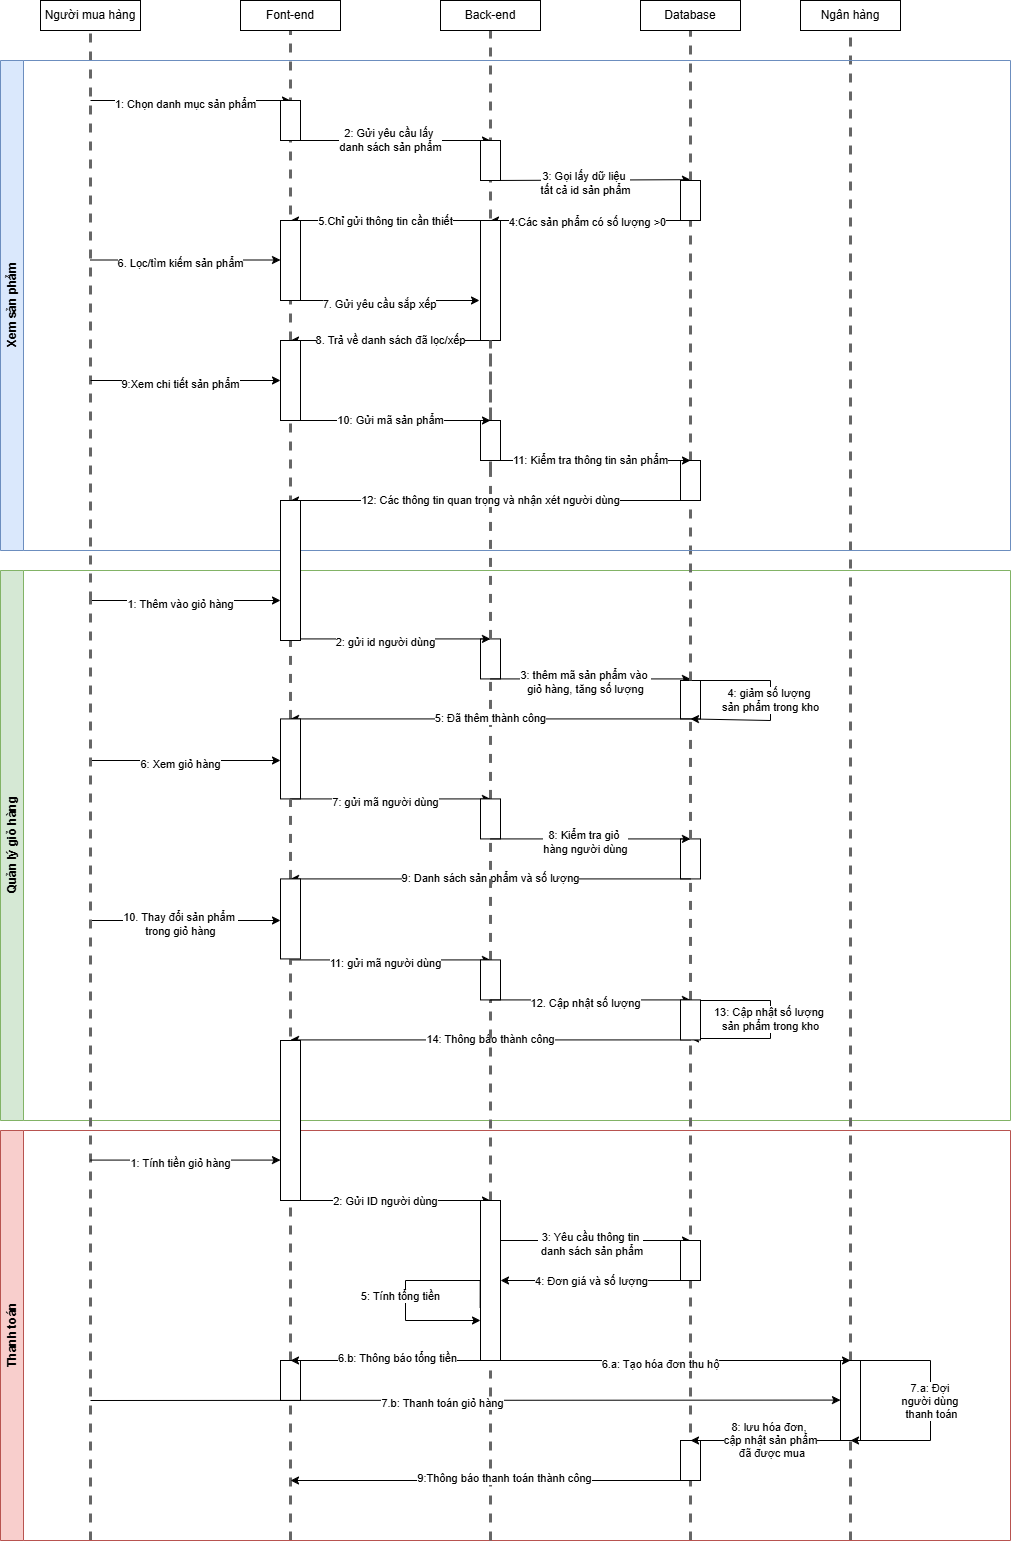 Người mua hàng
Font-end
Back-end
Database
Ngân hàng
Xem sản phẩm
1: Chọn danh mục sản phẩm
2: Gửi yêu cầu lấy
danh sách sản phẩm
3: Gọi lấy dữ liệu
tất cả id sản phẩm
5.Chỉ gửi thông tin cần thiết
4:Các sản phẩm có số lượng >0
6. Lọc/tìm kiếm sản phẩm
7. Gửi yêu cầu sắp xếp
8. Trả về danh sách đã lọc/xếp
9:Xem chi tiết sản phẩm
10: Gửi mã sản phẩm
11: Kiểm tra thông tin sản phẩm
12: Các thông tin quan trọng và nhận xét người dùng
Quản lý giỏ hàng
1: Thêm vào giỏ hàng
2: gửi id người dùng
3: thêm mã sản phẩm vào
giỏ hàng, tăng số lượng
4: giảm số lượng
sản phẩm trong kho
5: Đã thêm thành công
6: Xem giỏ hàng
7: gửi mã người dùng
8: Kiểm tra giỏ
hàng người dùng
9: Danh sách sản phẩm và số lượng
10. Thay đổi sản phẩm
trong giỏ hàng
11: gửi mã người dùng
12. Cập nhật số lượng
13: Cập nhật số lượng
sản phẩm trong kho
14: Thông báo thành công
Thanh toán
1: Tính tiền giỏ hàng
2: Gửi ID người dùng
3: Yêu cầu thông tin
danh sách sản phẩm
4: Đơn giá và số lượng
5: Tính tổng tiền
6.b: Thông báo tổng tiền
6.a: Tạo hóa đơn thu hộ
7.a: Đợi
người dùng
thanh toán
7.b: Thanh toán giỏ hàng
8: lưu hóa đơn,
cập nhật sản phẩm
đã được mua
9:Thông báo thanh toán thành công